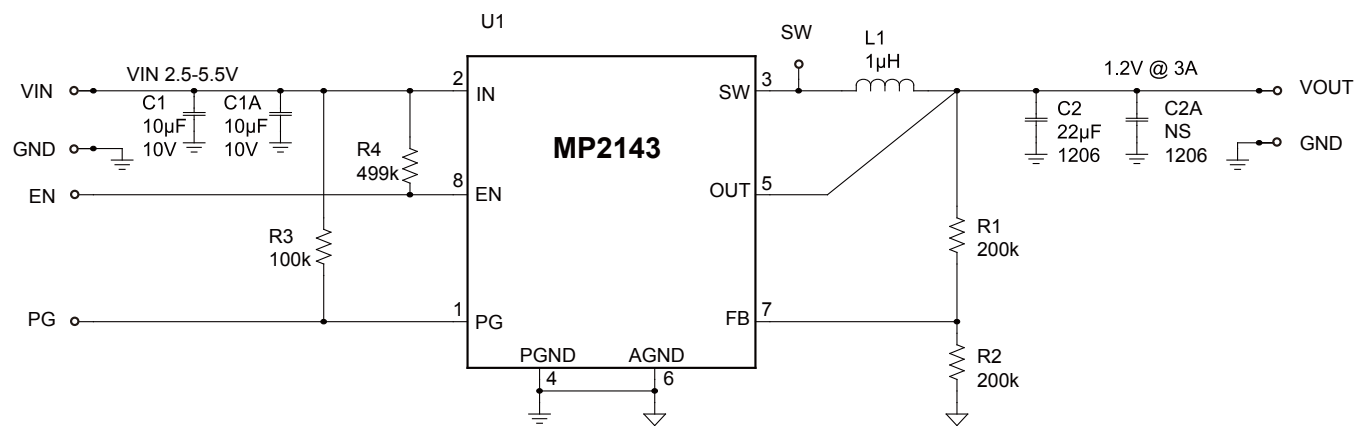 U1
SW
L1
1µH
VIN
VIN 2.5-5.5V
2
IN
SW
3
1.2V @ 3A
VOUT
C1
10µF
10V
C1A
10µF
10V
C2
22µF
1206
C2A
NS
1206
GND
GND
R4
499k
MP2143
EN
8
EN
OUT
5
R3
100k
R1
200k
PG
1
PG
FB
7
PGND
AGND
4
6
R2
200k